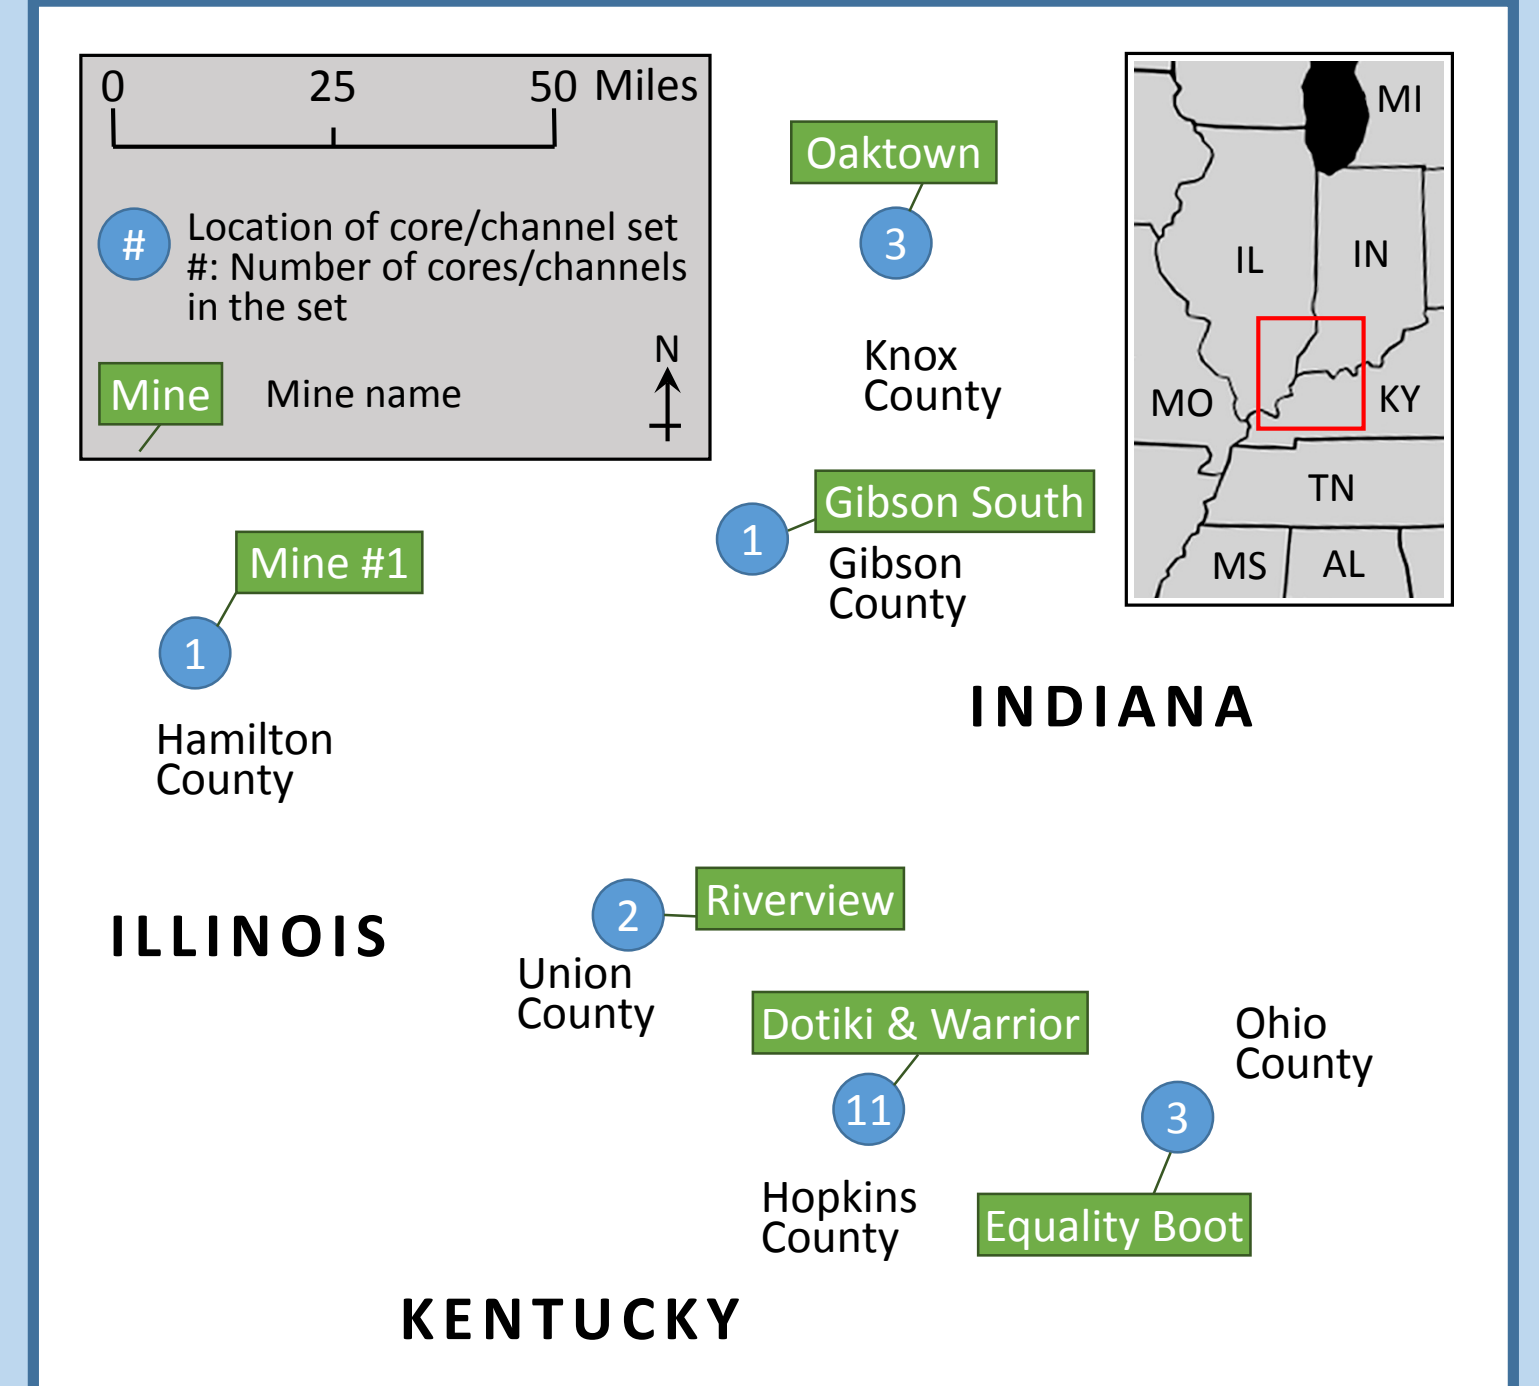 0 25 50 Miles
# Location of core/channel set
#: Number of cores/channels
in the set
N
Mine Mine name
Oaktown
3
Knox
County
MI
IL IN
MO KY
TN
MS AL
Gibson South
1
Gibson
County
Mine #1
1
Hamilton
County
INDIANA
ILLINOIS
Riverview
2
Union
County
Dotiki & Warrior
11
Hopkins
County
Ohio
County
3
Equality Boot
KENTUCKY